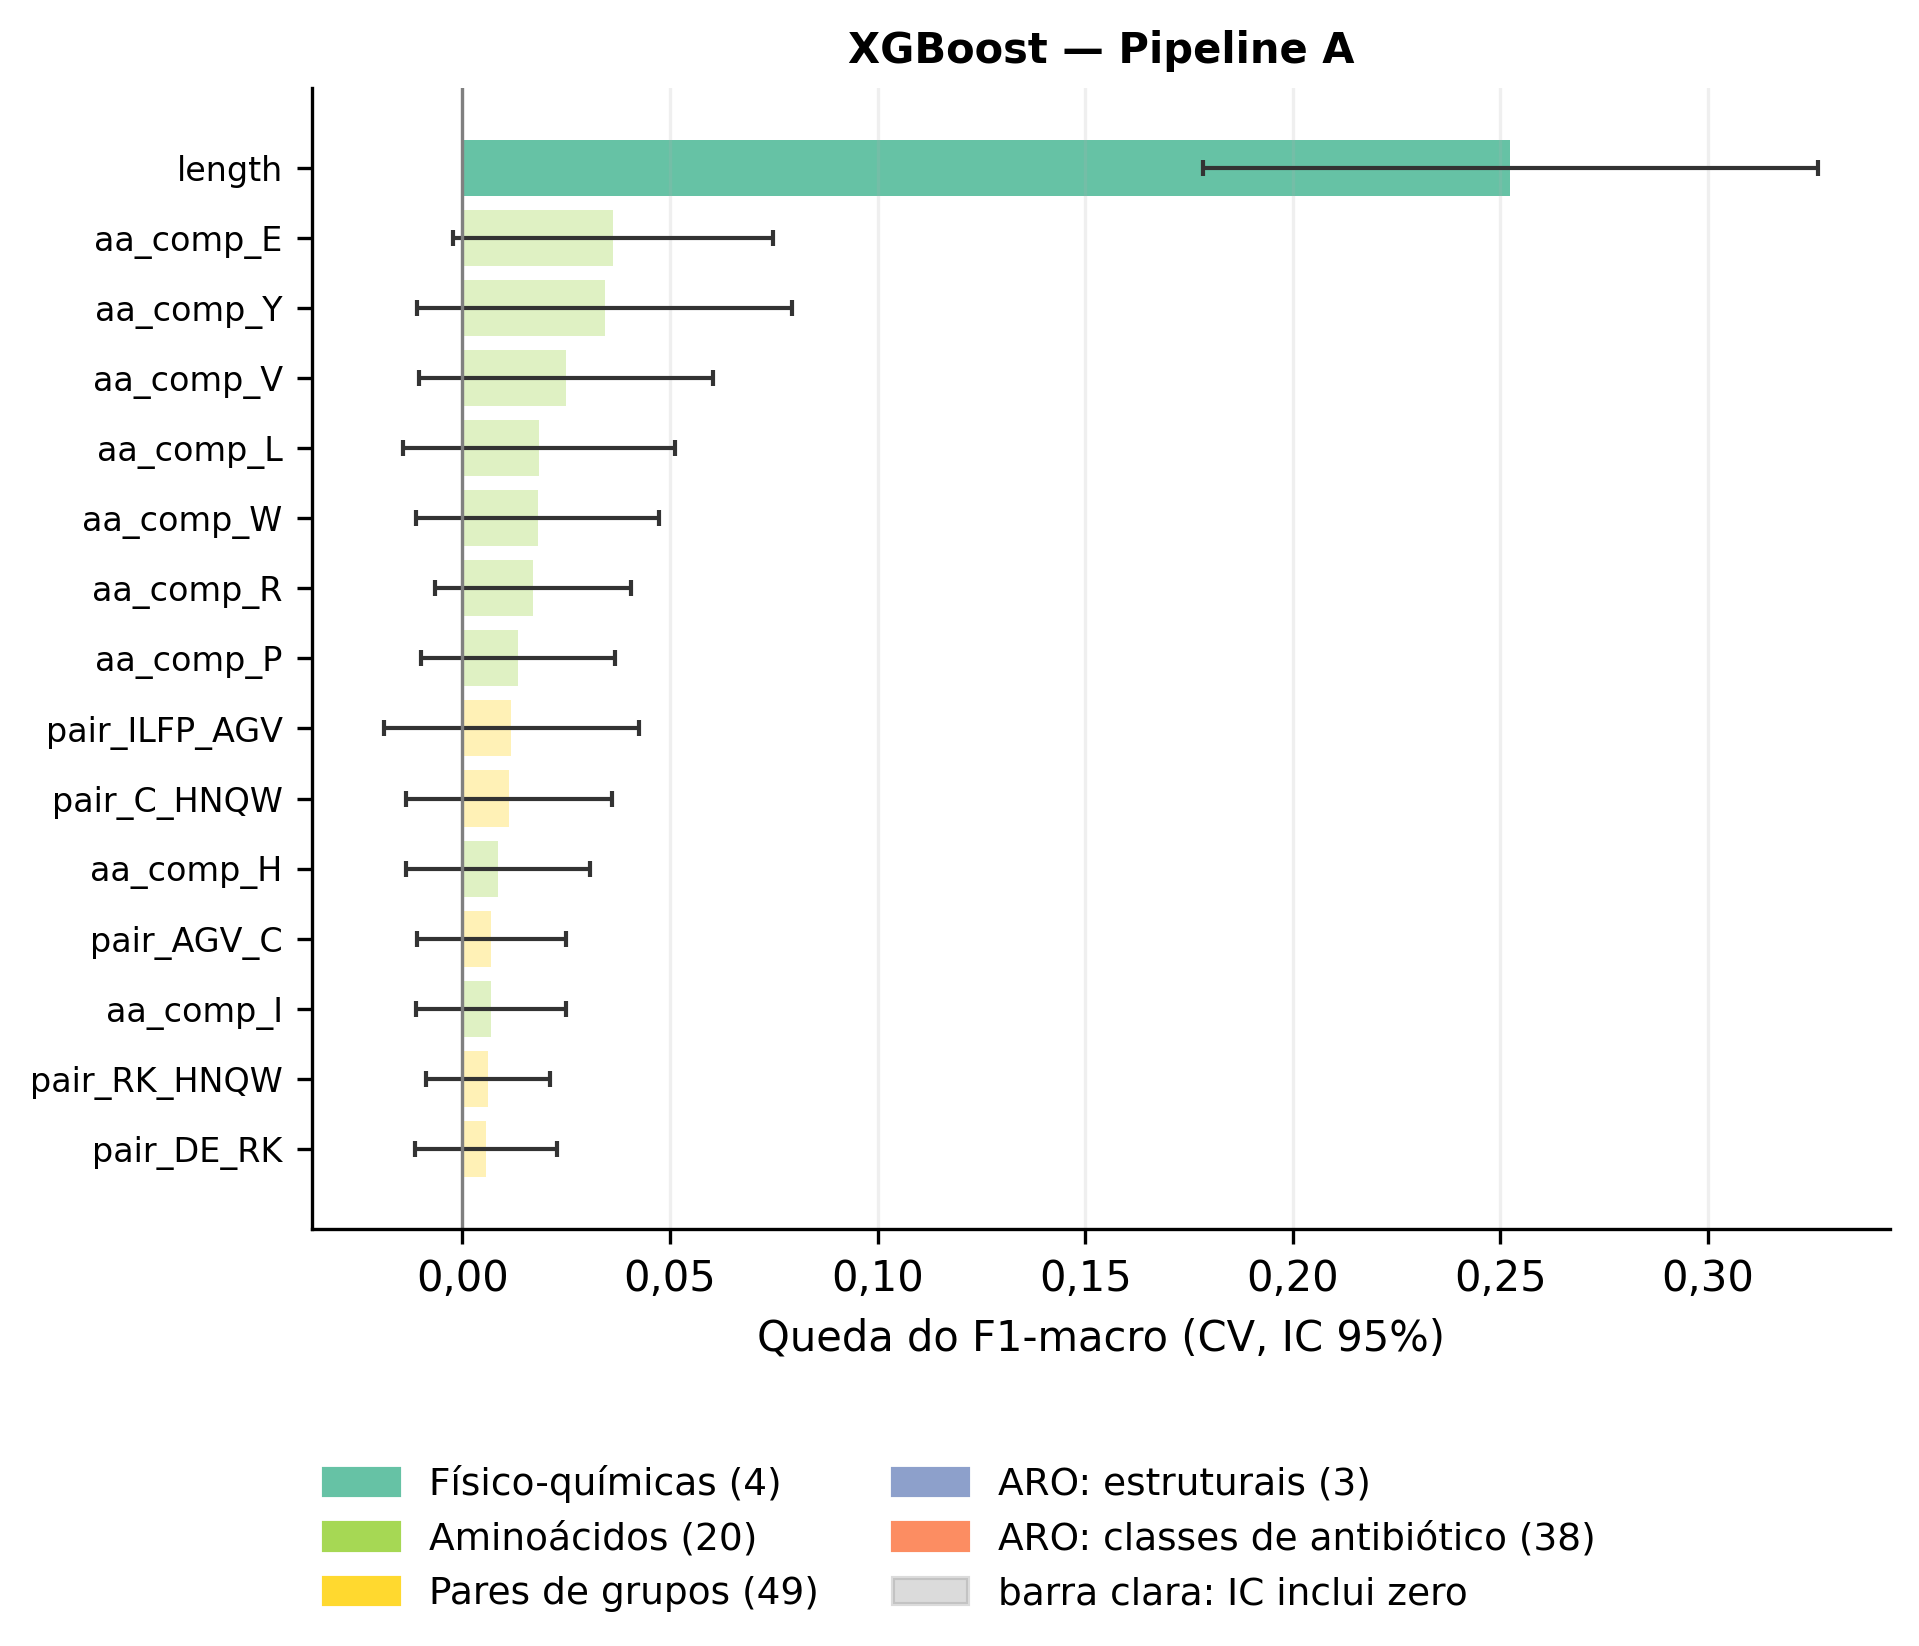 XGBoost — Pipeline A
length
aa_comp_E
aa_comp_Y
aa_comp_V
aa_comp_L
aa_comp_W
aa_comp_R
aa_comp_P
pair_ILFP_AGV
pair_C_HNQW
aa_comp_H
pair_AGV_C
aa_comp_I
pair_RK_HNQW
pair_DE_RK
0,00 0,05 0,10 0,15 0,20 0,25 0,30
Queda do F1-macro (CV, IC 95%)
Físico-químicas (4)
Aminoácidos (20)
Pares de grupos (49)
ARO: estruturais (3)
ARO: classes de antibiótico (38)
barra clara: IC inclui zero